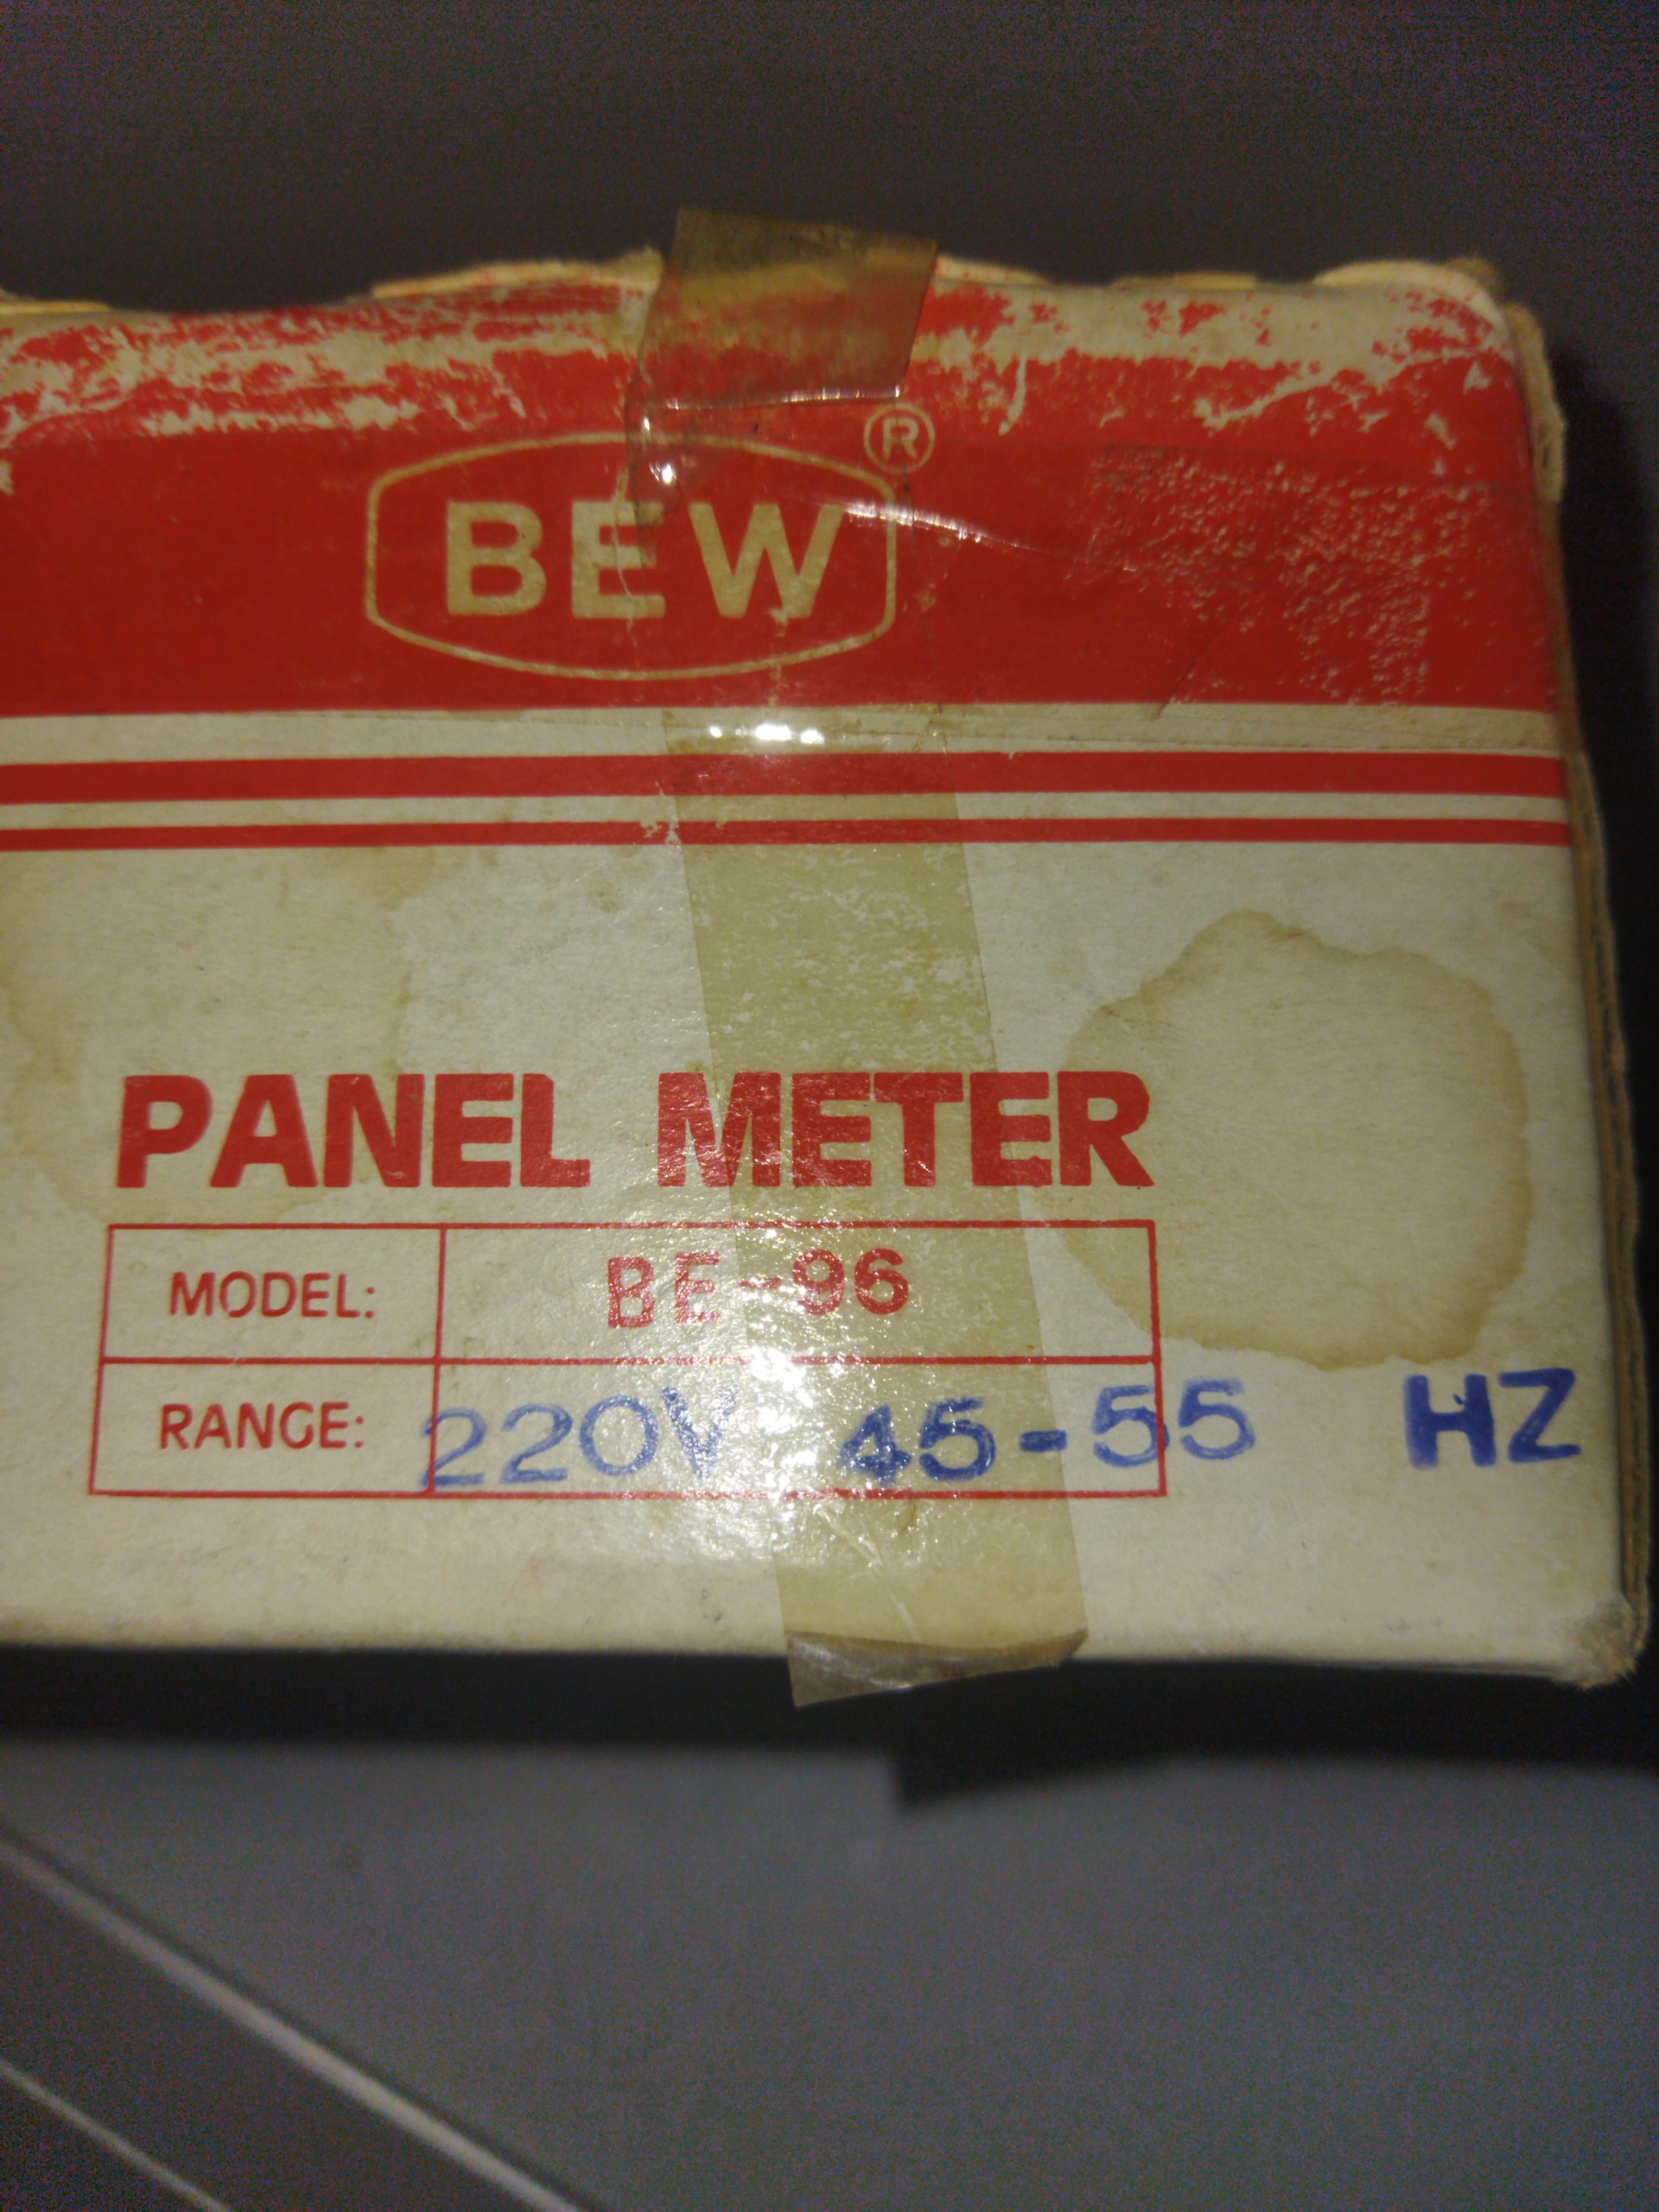 BEW ®
PANEL METER
MODEL: BE-96
RANGE: 220V 45-55 HZ